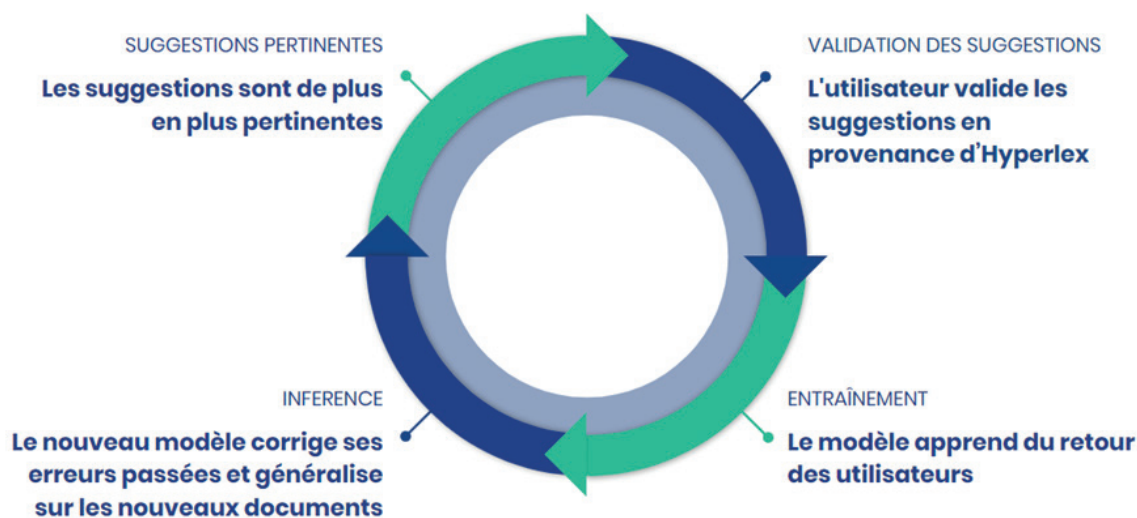 SUGGESTIONS PERTINENTES
Les suggestions sont de plus
en plus pertinentes
VALIDATION DES SUGGESTIONS
L'utilisateur valide les
suggestions en
provenance d'Hyperlex
INFERENCE
Le nouveau modèle corrige ses
erreurs passées et généralise
sur les nouveaux documents
ENTRAÎNEMENT
Le modèle apprend du retour
des utilisateurs